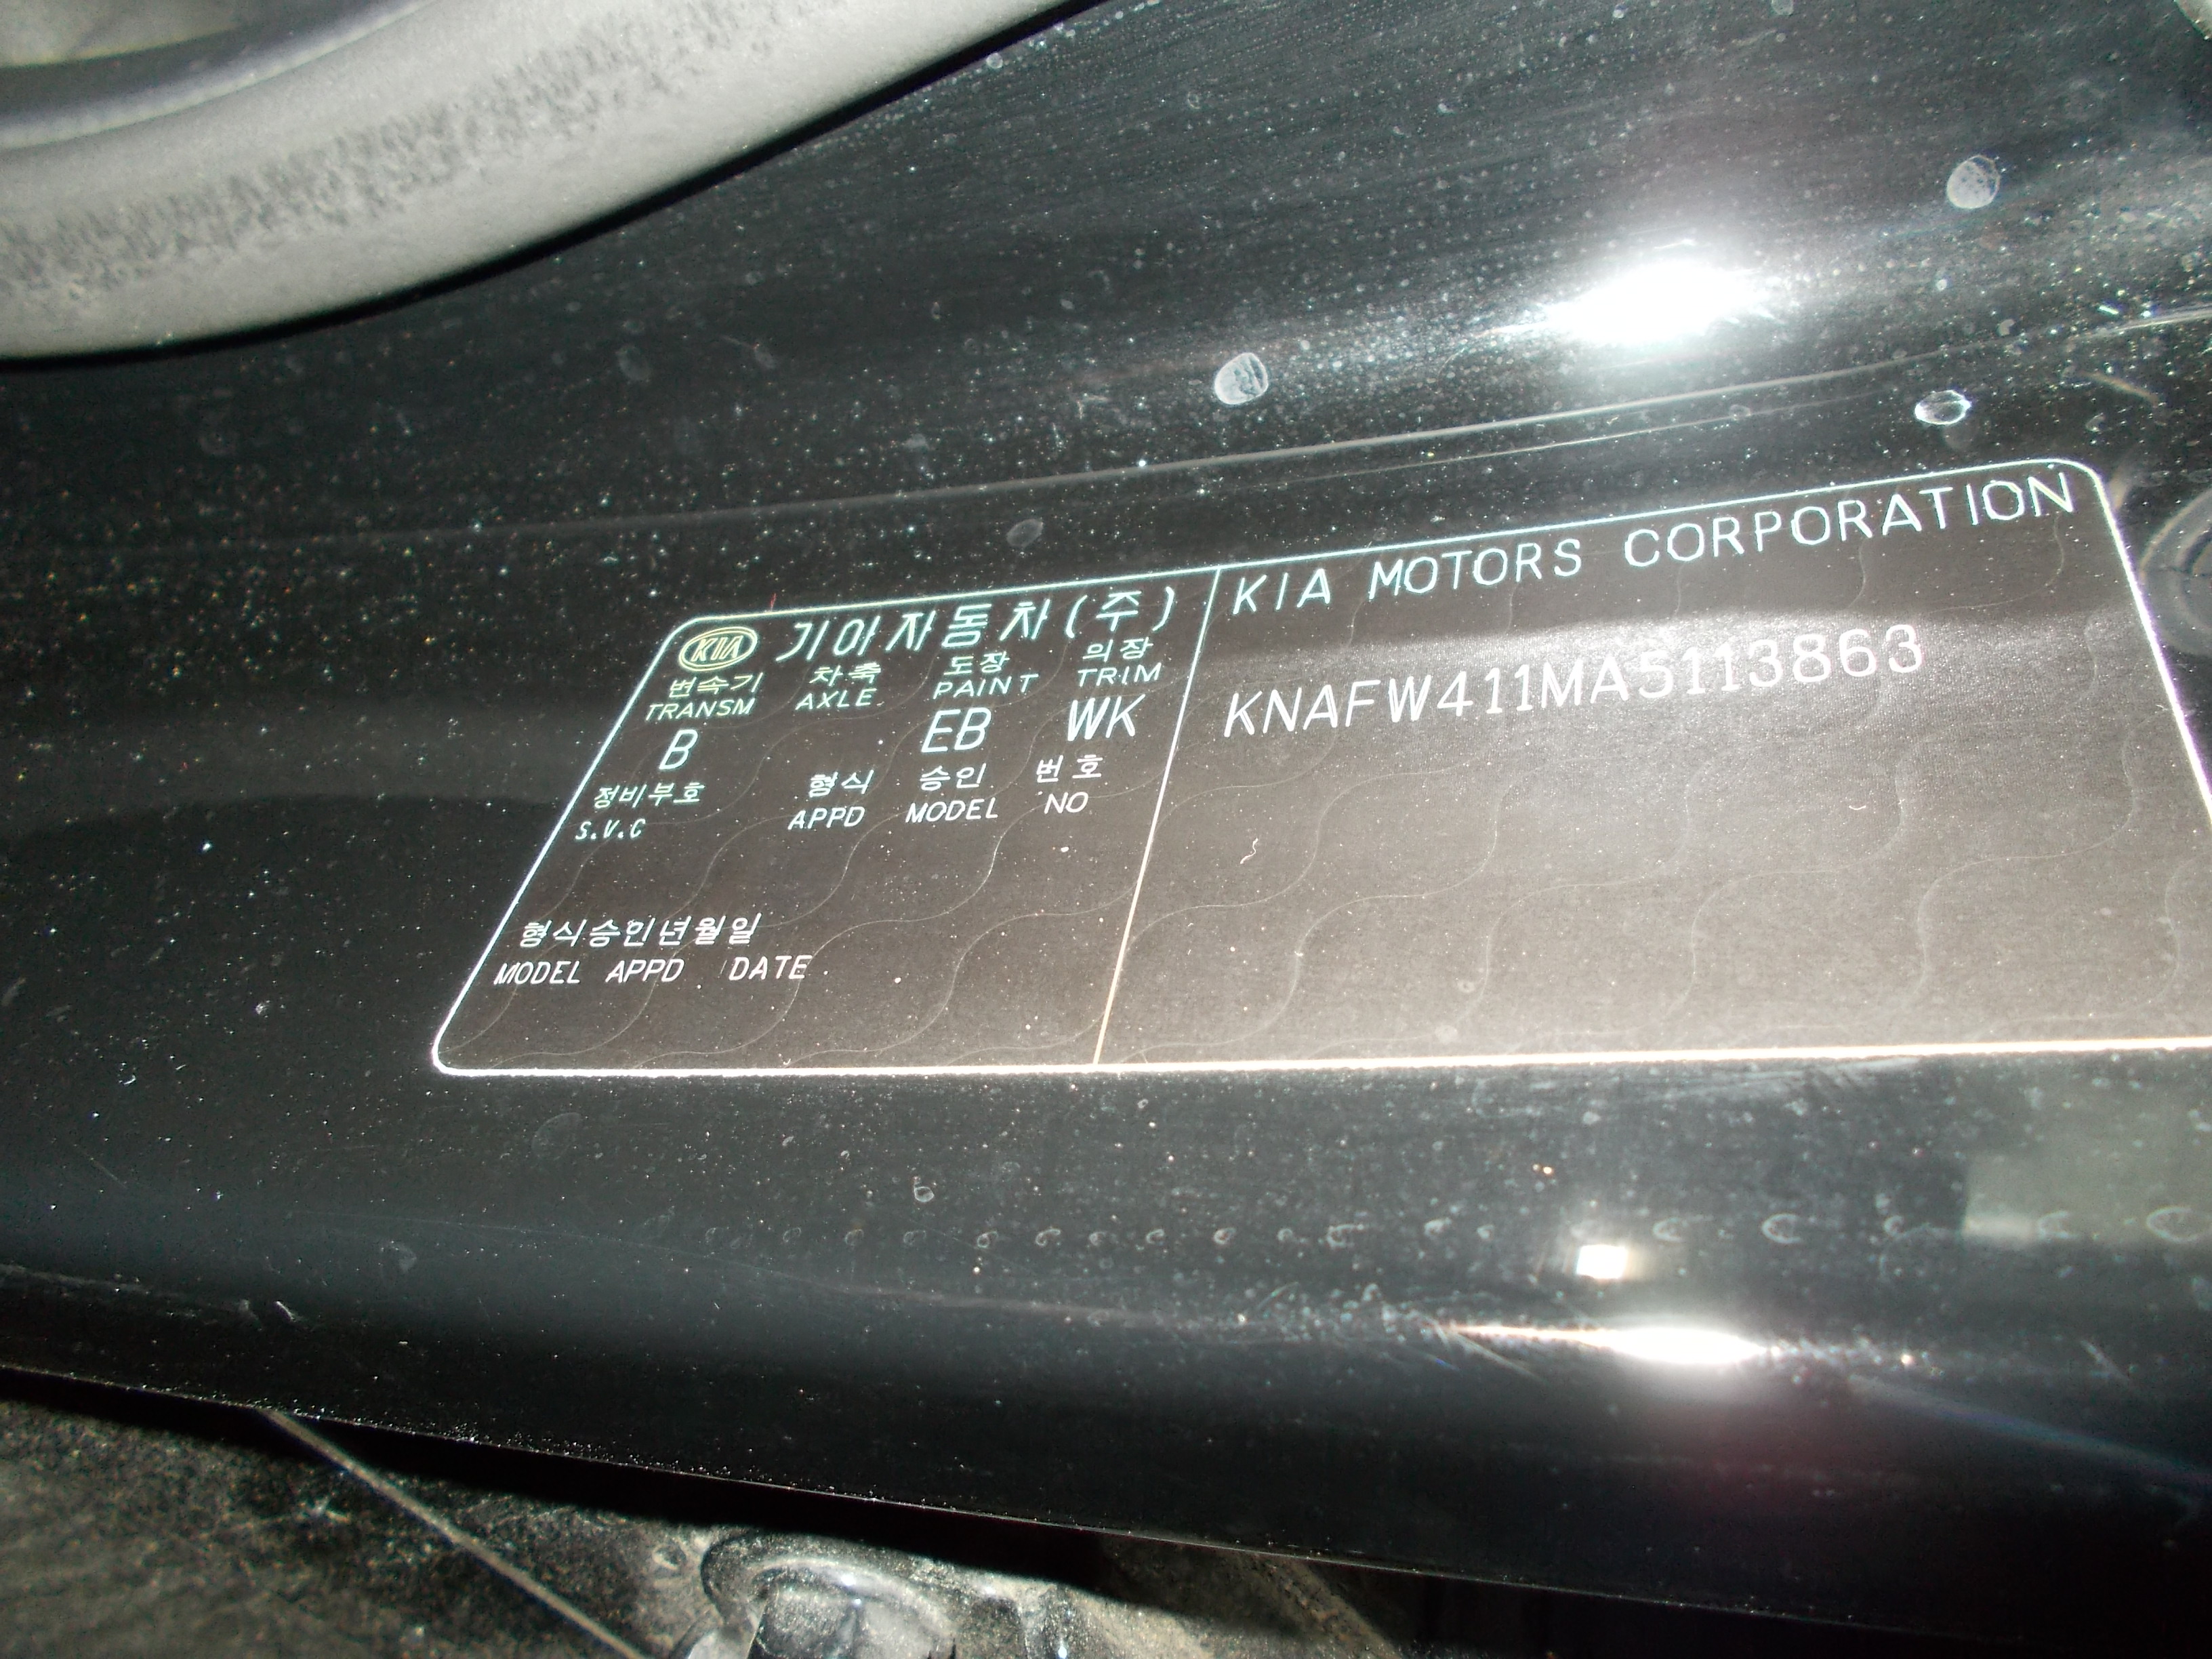 KIA 기아자동차(주)
변속기 차축 도장 의장
TRANSM AXLE PAINT TRIM
B EB WK
정비부호 형식 승인 번호
S.V.C APPD MODEL NO
형식승인년월일
MODEL APPD DATE
KIA MOTORS CORPORATION
KNAFW411MA5113863